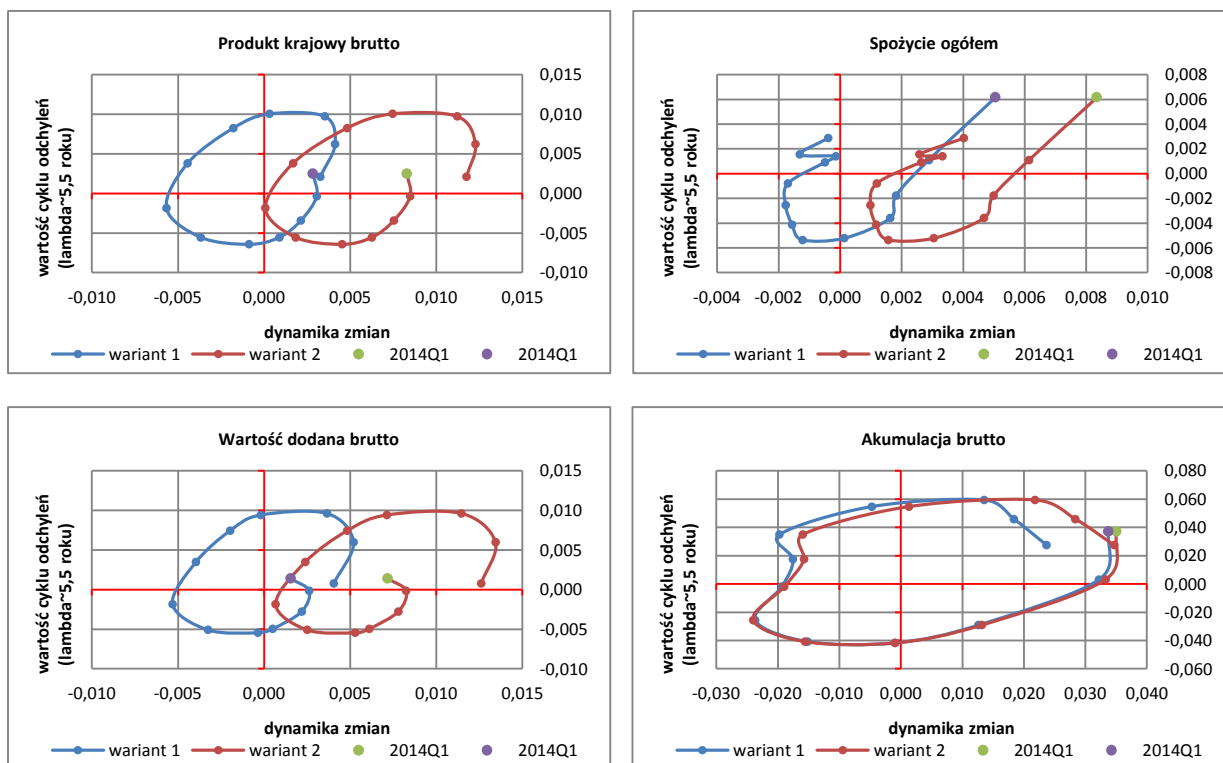 Produkt krajowy brutto
wartość cyklu odchyleń
(lambda~5,5 roku)
0,015
0,010
0,005
0,000
-0,005
-0,010
-0,010 -0,005 0,000 0,005 0,010 0,015
dynamika zmian
wariant 1 wariant 2 2014Q1 2014Q1
Spożycie ogółem
wartość cyklu odchyleń
(lambda~5,5 roku)
0,008
0,006
0,004
0,002
0,000
-0,002
-0,004
-0,006
-0,008
-0,004 -0,002 0,000 0,002 0,004 0,006 0,008 0,010
dynamika zmian
wariant 1 wariant 2 2014Q1 2014Q1
Wartość dodana brutto
wartość cyklu odchyleń
(lambda~5,5 roku)
0,015
0,010
0,005
0,000
-0,005
-0,010
-0,010 -0,005 0,000 0,005 0,010 0,015
dynamika zmian
wariant 1 wariant 2 2014Q1 2014Q1
Akumulacja brutto
wartość cyklu odchyleń
(lambda~5,5 roku)
0,080
0,060
0,040
0,020
0,000
-0,020
-0,040
-0,060
-0,030 -0,020 -0,010 0,000 0,010 0,020 0,030 0,040
dynamika zmian
wariant 1 wariant 2 2014Q1 2014Q1